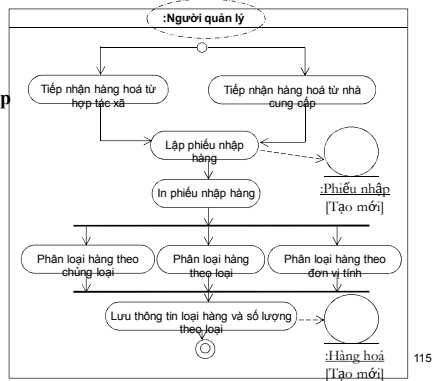 :Người quản lý
Tiếp nhận hàng hoá từ
hợp tác xã
Tiếp nhận hàng hoá từ nhà
cung cấp
p
Lập phiếu nhập
hàng
:Phiếu nhập
[Tạo mới]
In phiếu nhập hàng
Phân loại hàng theo
chủng loại
Phân loại hàng
theo loại
Phân loại hàng theo
đơn vị tính
Lưu thông tin loại hàng và số lượng
theo loại
:Hàng hoá
[Tạo mới]
115